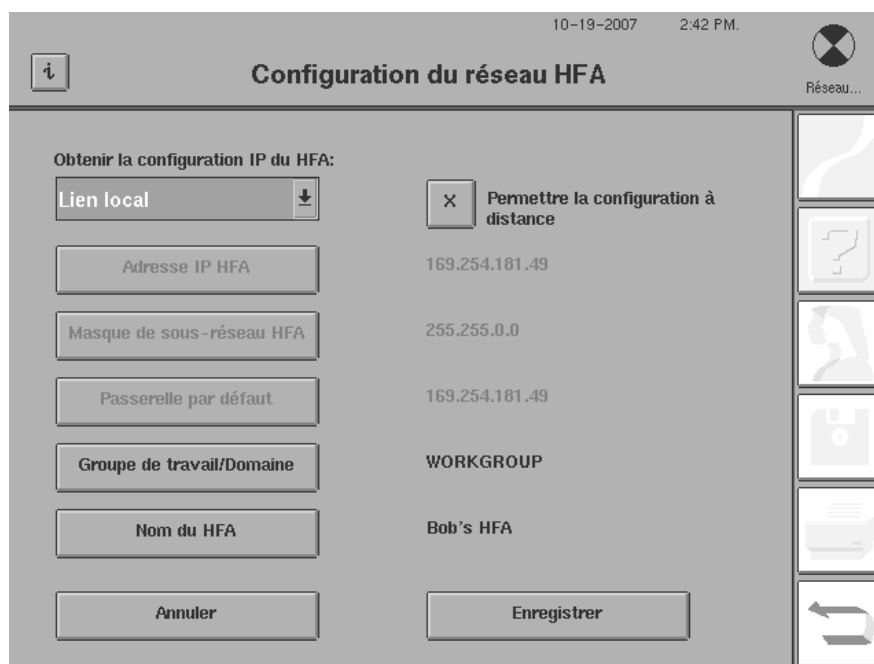 10-19-2007 2:42 PM.
i
Configuration du réseau HFA
Réseau...
Obtenir la configuration IP du HFA:
Lien local
X Permettre la configuration à
distance
Adresse IP HFA 169.254.181.49
Masque de sous-réseau HFA 255.255.0.0
Passerelle par défaut 169.254.181.49
Groupe de travail/Domaine WORKGROUP
Nom du HFA Bob's HFA
Annuler Enregistrer